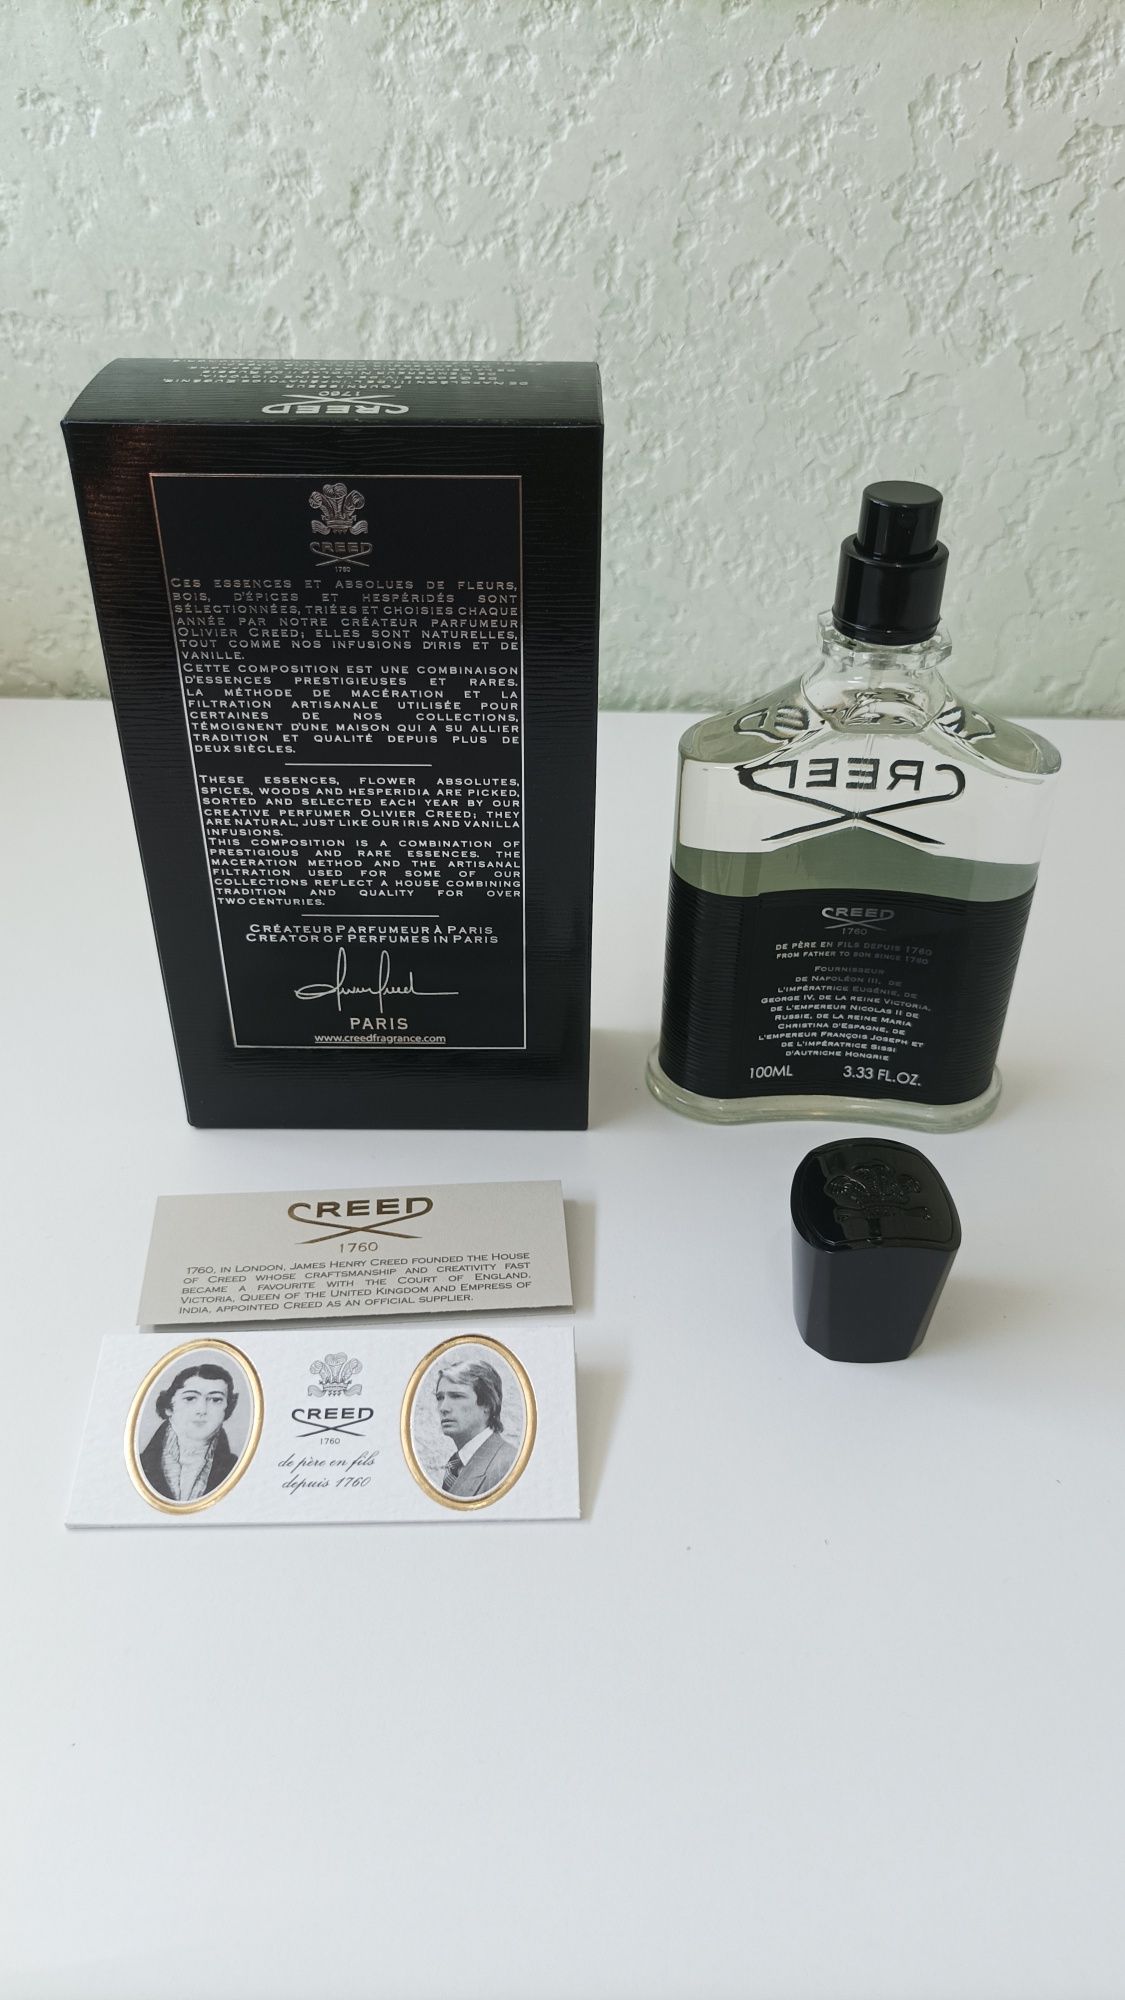 FOURNISSEUR
CREED
1760
CREED
1760
CES ESSENCES ET ABSOLUES DE FLEURS,
BOIS, D'ÉPICES ET HESPÉRIDÉS SONT
SÉLECTIONNÉES, TRIÉES ET CHOISIES CHAQUE
ANNÉE PAR NOTRE CRÉATEUR PARFUMEUR
OLIVIER CREED; ELLES SONT NATURELLES,
TOUT COMME NOS INFUSIONS D'IRIS ET DE
VANILLE.
CETTE COMPOSITION EST UNE COMBINAISON
D'ESSENCES PRESTIGIEUSES ET RARES.
LA MÉTHODE DE MACÉRATION ET LA
FILTRATION ARTISANALE UTILISÉE POUR
CERTAINES DE NOS COLLECTIONS,
TÉMOIGNENT D'UNE MAISON QUI A SU ALLIER
TRADITION ET QUALITÉ DEPUIS PLUS DE
DEUX SIÈCLES.
THESE ESSENCES, FLOWER ABSOLUTES,
SPICES, WOODS AND HESPERIDIA ARE PICKED,
SORTED AND SELECTED EACH YEAR BY OUR
CREATIVE PERFUMER OLIVIER CREED; THEY
ARE NATURAL, JUST LIKE OUR IRIS AND VANILLA
INFUSIONS.
THIS COMPOSITION IS A COMBINATION OF
PRESTIGIOUS AND RARE ESSENCES. THE
MACERATION METHOD AND THE ARTISANAL
FILTRATION USED FOR SOME OF OUR
COLLECTIONS REFLECT A HOUSE COMBINING
TRADITION AND QUALITY FOR OVER
TWO CENTURIES.
CRÉATEUR PARFUMEUR À PARIS
CREATOR OF PERFUMES IN PARIS
PARIS
www.creedfragrance.com
CREED
CREED
1760
DE PÈRE EN FILS DEPUIS 1760
FROM FATHER TO SON SINCE 1760
FOURNISSEUR
DE NAPOLÉON III, DE
L'IMPÉRATRICE EUGÉNIE, DE
GEORGE IV, DE LA REINE VICTORIA,
DE L'EMPEREUR NICOLAS II DE
RUSSIE, DE LA REINE MARIA
CHRISTINA D'ESPAGNE, DE
L'EMPEREUR FRANÇOIS JOSEPH ET
DE L'IMPÉRATRICE SISSI
D'AUTRICHE HONGRIE
100ML 3.33 FL.OZ.
CREED
1760
1760, IN LONDON, JAMES HENRY CREED FOUNDED THE HOUSE
OF CREED WHOSE CRAFTSMANSHIP AND CREATIVITY FAST
BECAME A FAVOURITE WITH THE COURT OF ENGLAND.
VICTORIA, QUEEN OF THE UNITED KINGDOM AND EMPRESS OF
INDIA, APPOINTED CREED AS AN OFFICIAL SUPPLIER.
CREED
1760
de père en fils
depuis 1760